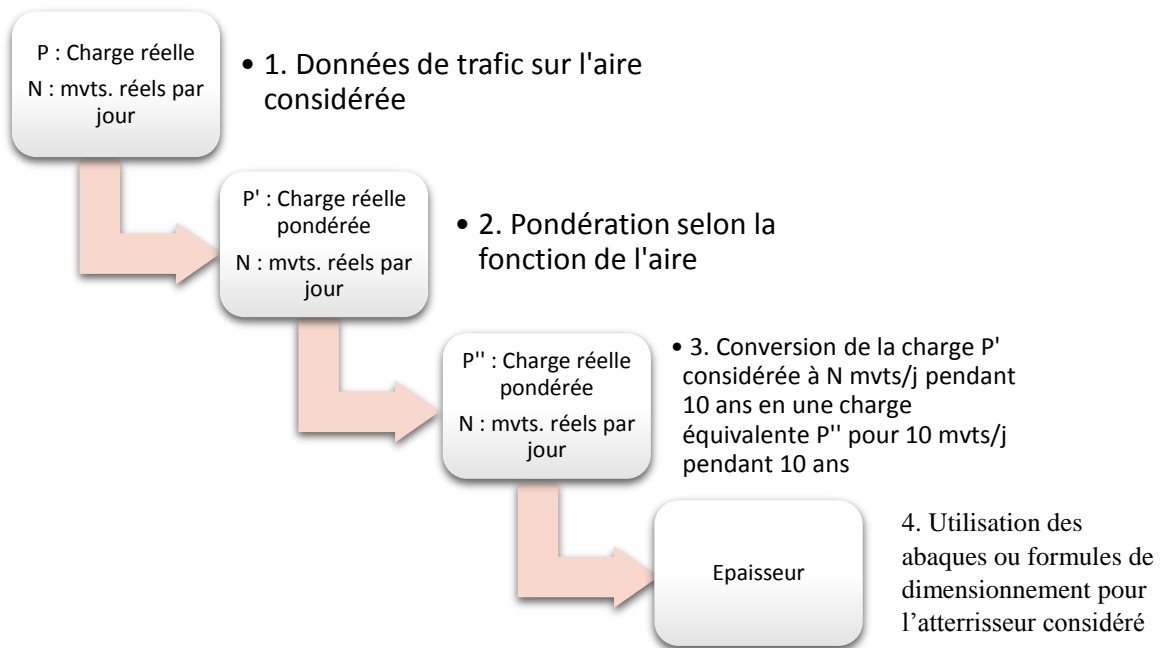 P : Charge réelle
N : mvts. réels par
jour
• 1. Données de trafic sur l'aire
considérée
P' : Charge réelle
pondérée
N : mvts. réels par
jour
• 2. Pondération selon la
fonction de l'aire
P'' : Charge réelle
pondérée
N : mvts. réels par
jour
• 3. Conversion de la charge P'
considérée à N mvts/j pendant
10 ans en une charge
équivalente P'' pour 10 mvts/j
pendant 10 ans
Epaisseur
4. Utilisation des
abaques ou formules de
dimensionnement pour
l’atterrisseur considéré